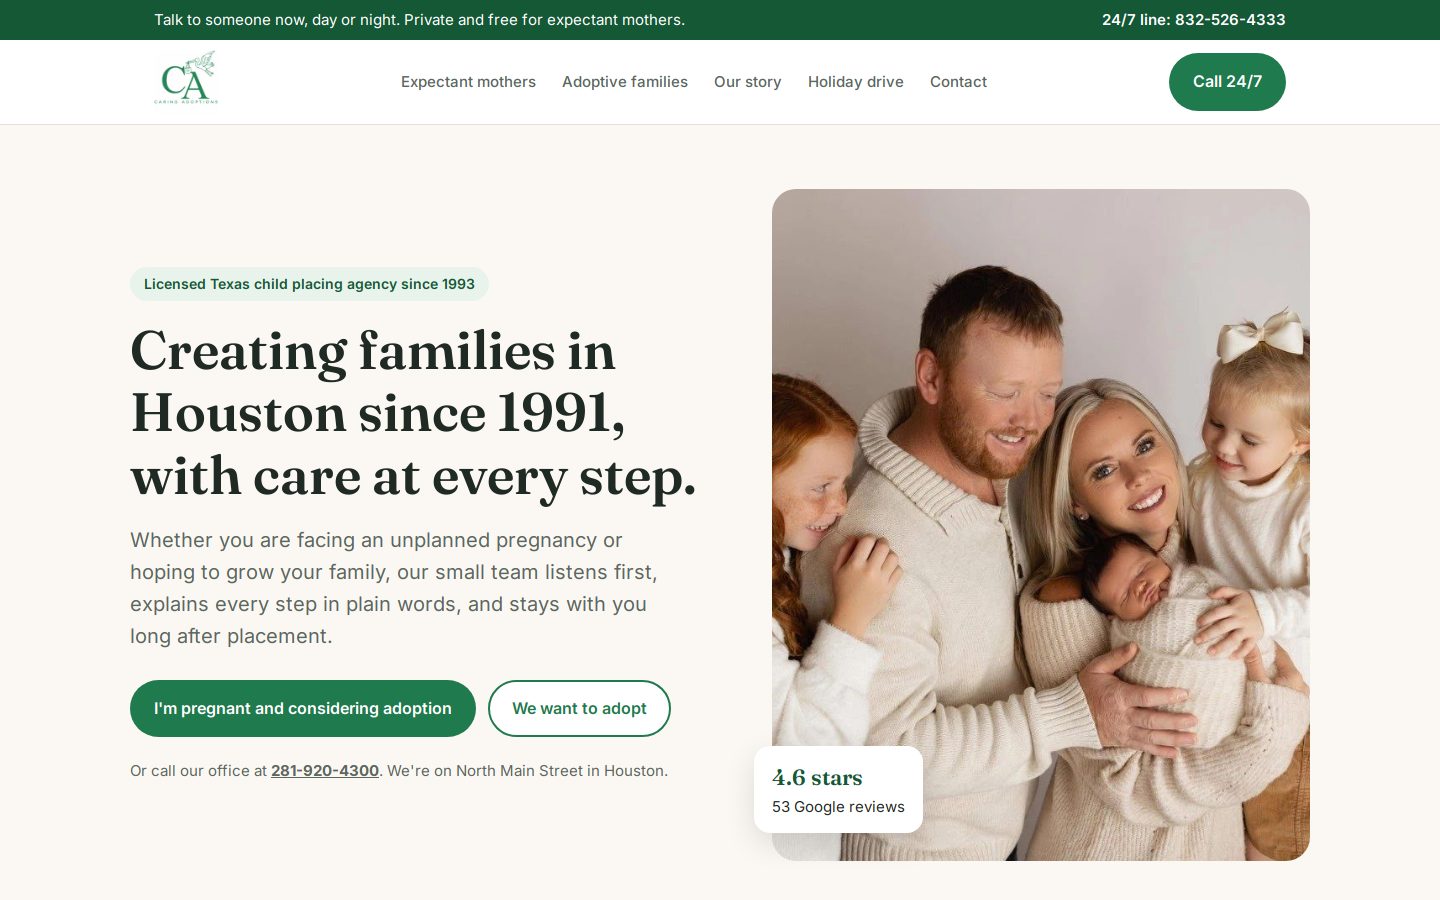 Talk to someone now, day or night. Private and free for expectant mothers.
24/7 line: 832-526-4333
CA
CARING ADOPTIONS
Expectant mothers
Adoptive families
Our story
Holiday drive
Contact
Call 24/7
Licensed Texas child placing agency since 1993
Creating families in
Houston since 1991,
with care at every step.
Whether you are facing an unplanned pregnancy or
hoping to grow your family, our small team listens first,
explains every step in plain words, and stays with you
long after placement.
I'm pregnant and considering adoption
We want to adopt
Or call our office at 281-920-4300. We're on North Main Street in Houston.
4.6 stars
53 Google reviews